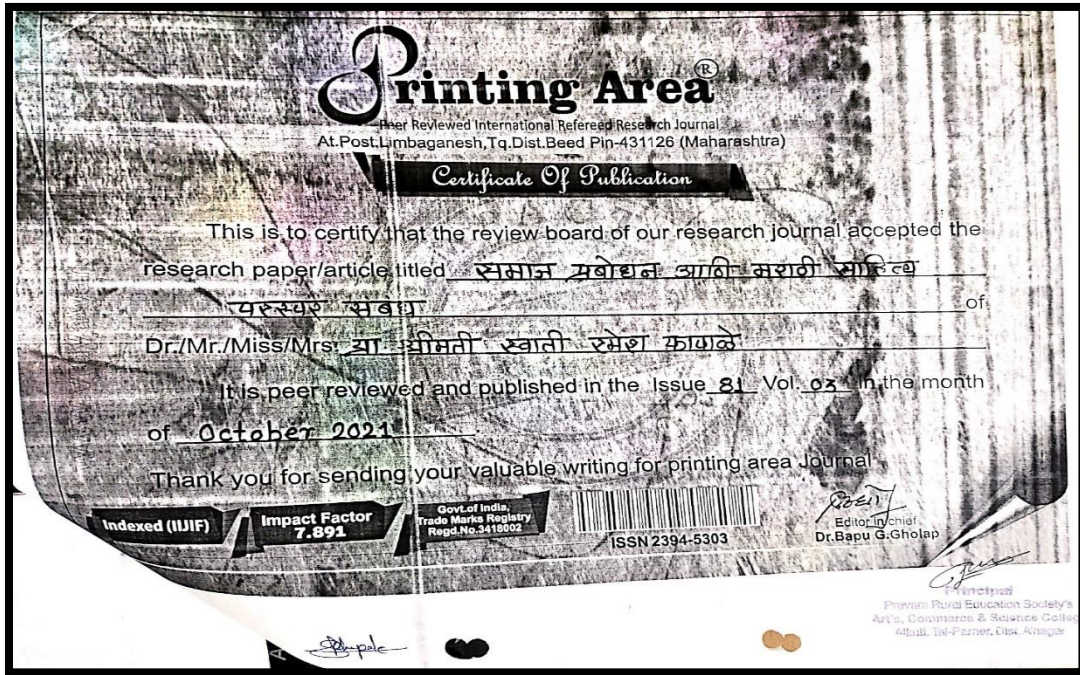 Printing Area®
Peer Reviewed International Refereed Research Journal
At.Post.Limbaganesh,Tq.Dist.Beed Pin-431126 (Maharashtra)
Certificate Of Publication
This is to certify that the review board of our research journal accepted the
research paper/article titled समाज प्रबोधन आणि मराठी साहित्य
परस्पर संबंध of
Dr./Mr./Miss/Mrs. प्रा श्रीमती स्वाती रमेश
It is peer reviewed and published in the Issue 81 Vol. 03 in the month
of October 2021
Thank you for sending your valuable writing for printing area Journal
Indexed (IIJIF)
Impact Factor
7.891
Govt.of India,
Trade Marks Registry
Regd.No.3418002
ISSN 2394-5303
Editor in chief
Dr.Bapu G.Gholap
Principal
Pravara Rural Education Society's
Art's, Commerce & Science
Alkuti, Tal-Parner, Dist. A'nagar